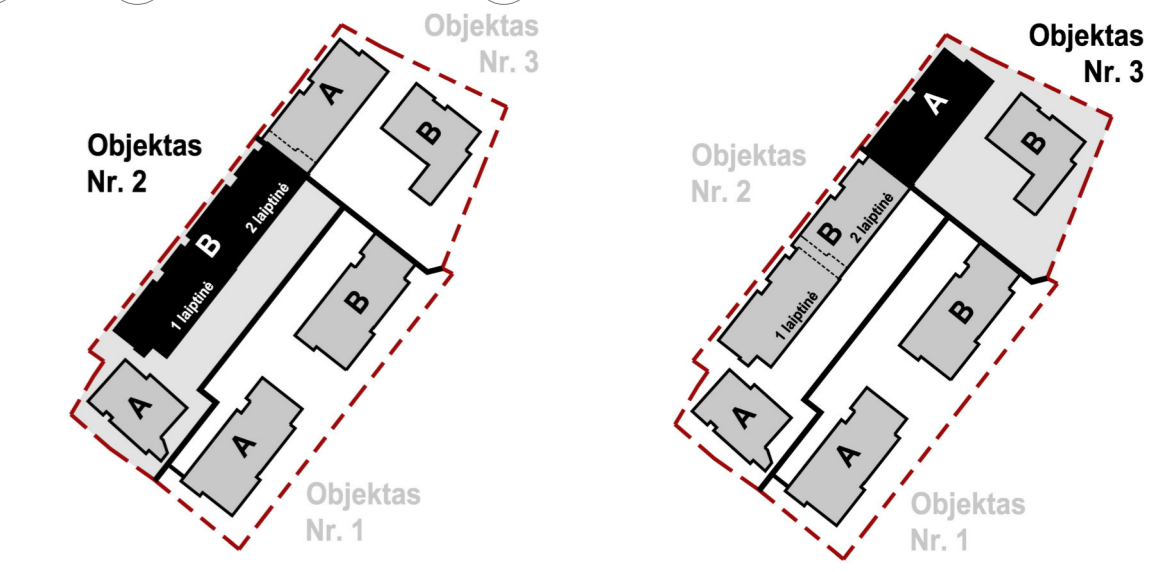 Objektas
Nr. 3
A
B
Objektas
Nr. 2
2 laiptinė
B
1 laiptinė
B
A
A
Objektas
Nr. 1
Objektas
Nr. 3
A
B
Objektas
Nr. 2
2 laiptinė
B
1 laiptinė
B
A
A
Objektas
Nr. 1